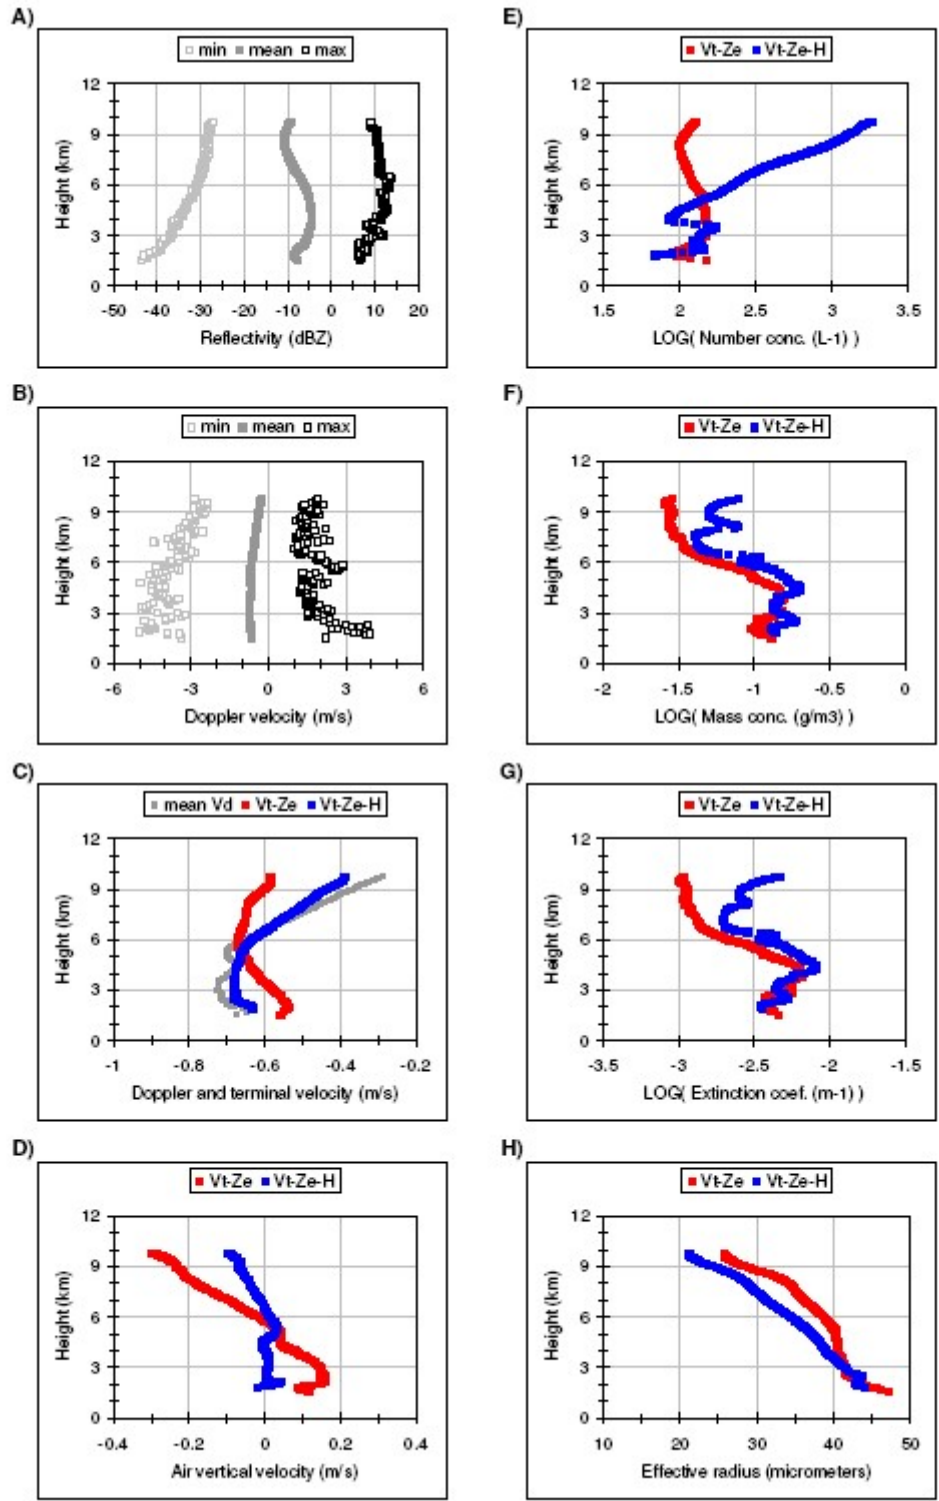 A)
min mean max
12
9
6
3
0
Height (km)
-50 -40 -30 -20 -10 0 10 20
Reflectivity (dBZ)
E)
Vt-Ze Vt-Ze-H
12
9
6
3
0
Height (km)
1.5 2 2.5 3 3.5
LOG( Number conc. (L-1) )
B)
min mean max
12
9
6
3
0
Height (km)
-6 -3 0 3 6
Doppler velocity (m/s)
F)
Vt-Ze Vt-Ze-H
12
9
6
3
0
Height (km)
-2 -1.5 -1 -0.5 0
LOG( Mass conc. (g/m3) )
C)
mean Vd Vt-Ze Vt-Ze-H
12
9
6
3
0
Height (km)
-1 -0.8 -0.6 -0.4 -0.2
Doppler and terminal velocity (m/s)
G)
Vt-Ze Vt-Ze-H
12
9
6
3
0
Height (km)
-3.5 -3 -2.5 -2 -1.5
LOG( Extinction coef. (m-1) )
D)
Vt-Ze Vt-Ze-H
12
9
6
3
0
Height (km)
-0.4 -0.2 0 0.2 0.4
Air vertical velocity (m/s)
H)
Vt-Ze Vt-Ze-H
12
9
6
3
0
Height (km)
10 20 30 40 50
Effective radius (micrometers)